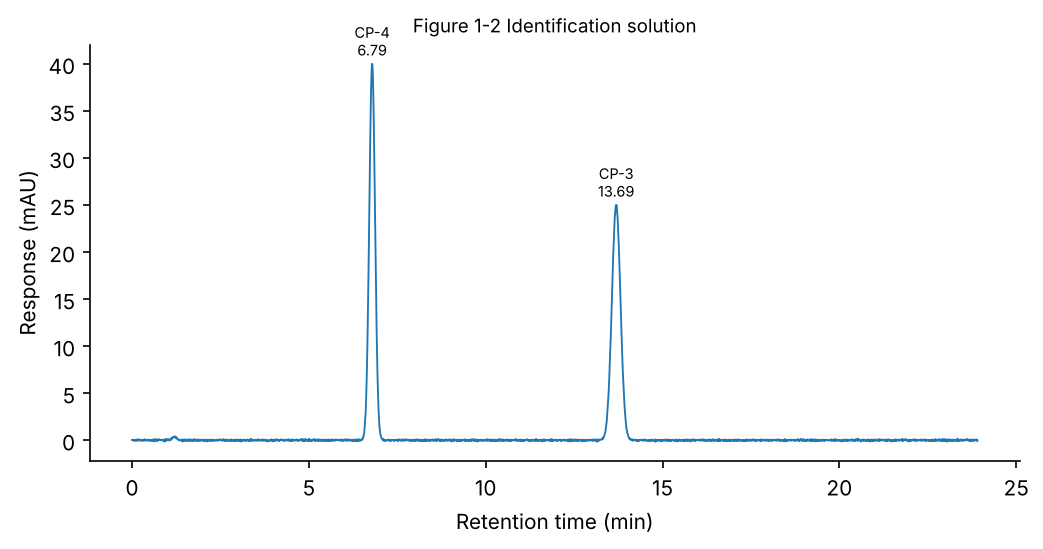 Figure 1-2 Identification solution
CP-4
6.79
CP-3
13.69
Response (mAU)
40
35
30
25
20
15
10
5
0
0 5 10 15 20 25
Retention time (min)